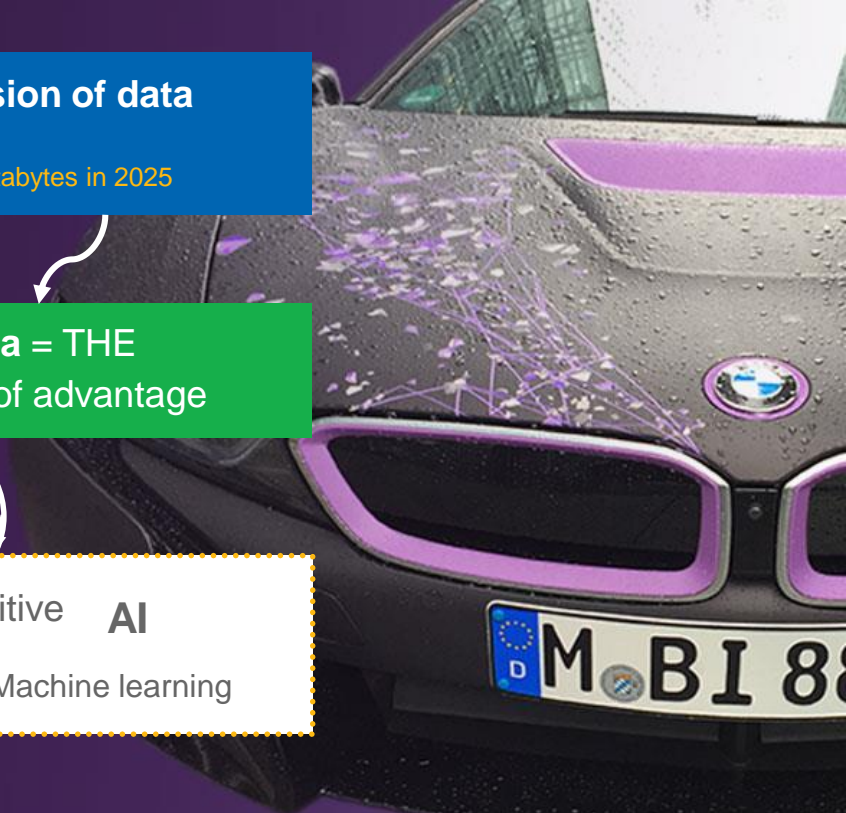 sion of data
abytes in 2025
a = THE
of advantage
itive AI
Machine learning
D M BI 88